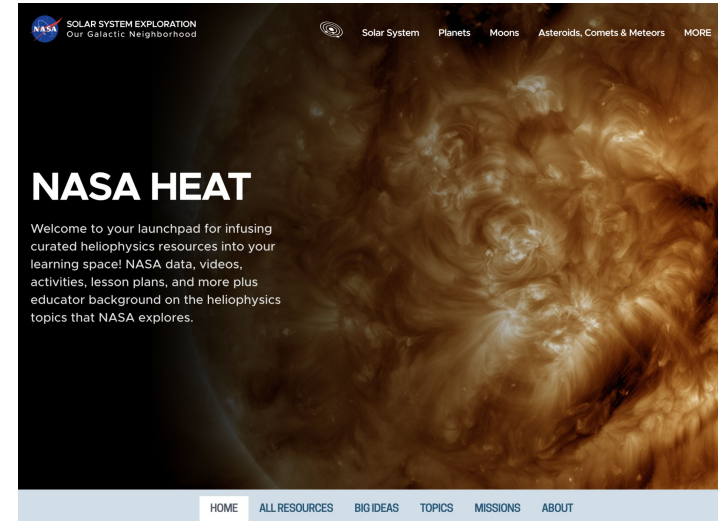 NASA
SOLAR SYSTEM EXPLORATION
Our Galactic Neighborhood
Solar System Planets Moons Asteroids, Comets & Meteors MORE
NASA HEAT
Welcome to your launchpad for infusing
curated heliophysics resources into your
learning space! NASA data, videos,
activities, lesson plans, and more plus
educator background on the heliophysics
topics that NASA explores.
HOME ALL RESOURCES BIG IDEAS TOPICS MISSIONS ABOUT